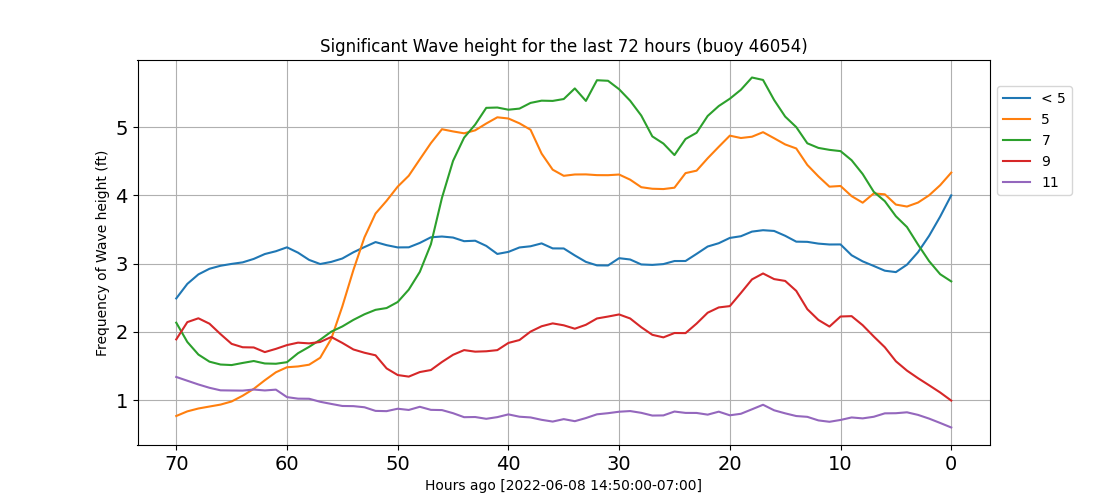 Significant Wave height for the last 72 hours (buoy 46054)
Frequency of Wave height (ft)
5
4
3
2
1
70 60 50 40 30 20 10 0
Hours ago [2022-06-08 14:50:00-07:00]
< 5
5
7
9
11